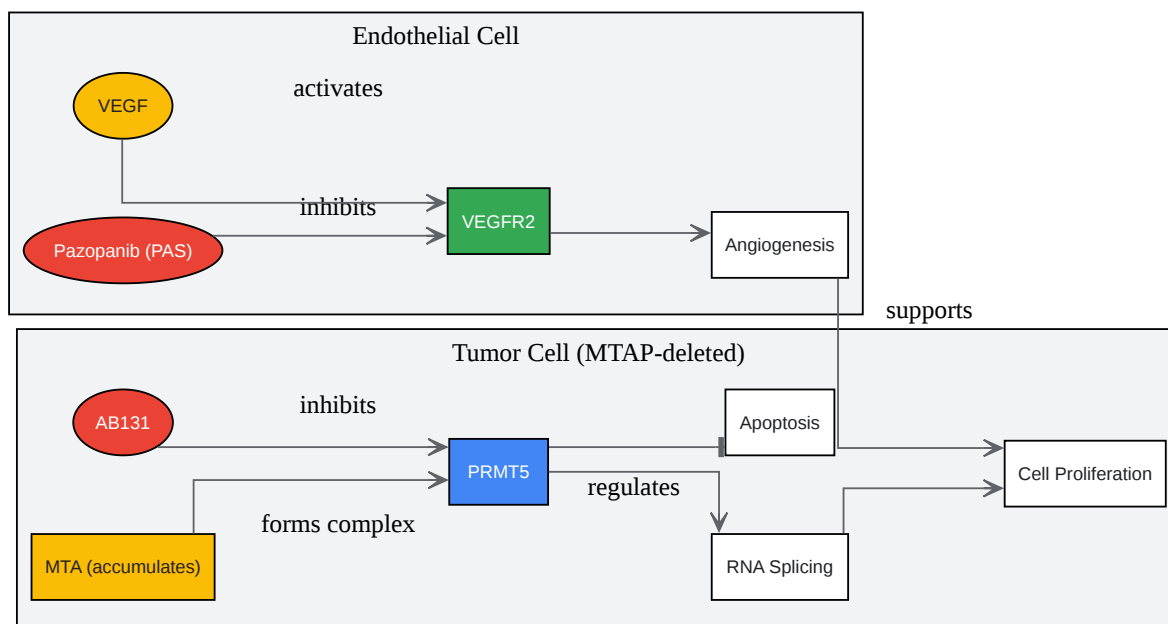 Endothelial Cell
activates
VEGF
inhibits
VEGFR2
Pazopanib (PAS)
Angiogenesis
supports
Tumor Cell (MTAP-deleted)
inhibits
AB131
Apoptosis
PRMT5
Cell Proliferation
regulates
forms complex
MTA (accumulates)
RNA Splicing